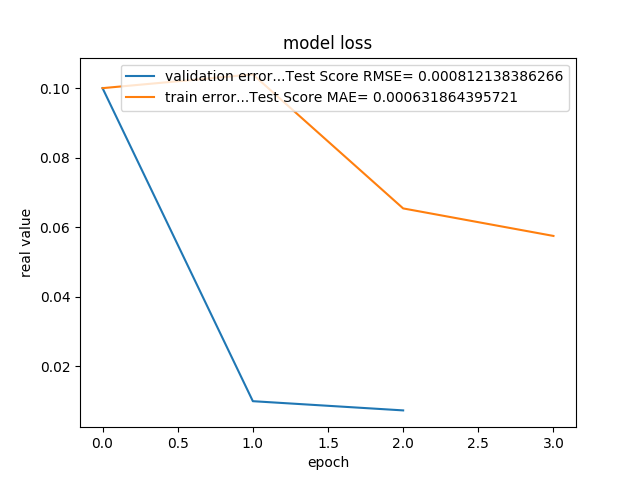 model loss
validation error...Test Score RMSE= 0.000812138386266
train error...Test Score MAE= 0.000631864395721
real value
0.10
0.08
0.06
0.04
0.02
0.0 0.5 1.0 1.5 2.0 2.5 3.0
epoch